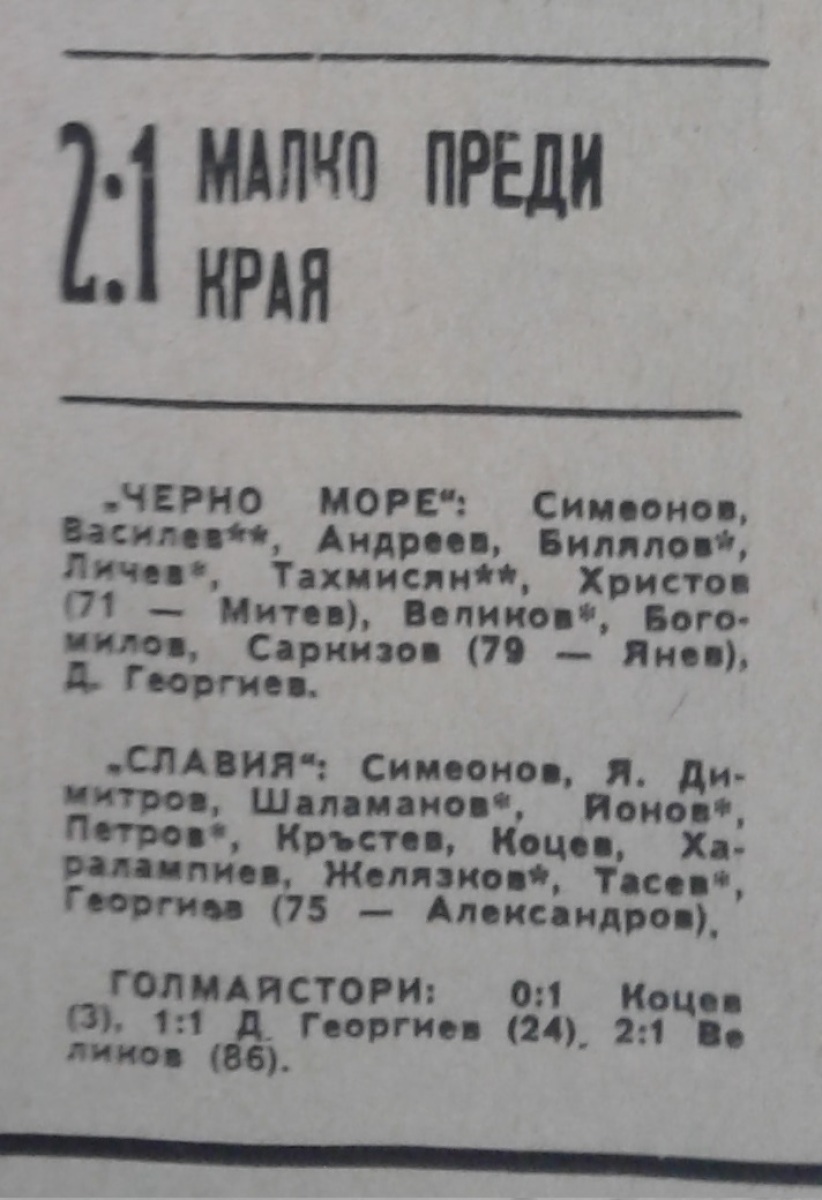 2:1 МАЛКО ПРЕДИ
КРАЯ
„ЧЕРНО МОРЕ“: Симеонов,
Василев**, Андреев, Билялов*,
Личев*, Тахмисян**, Христов
(71 — Митев), Великов*, Бого-
милов, Саркизов (79 — Янев),
Д. Георгиев.
„СЛАВИЯ“: Симеонов, Я. Ди-
митров, Шаламанов*, Йонов*,
Петров*, Кръстев, Коцев, Ха-
ралампиев, Желязков*, Тасев*,
Георгиев (75 — Александров).
ГОЛМАЙСТОРИ: 0:1 Коцев
(3), 1:1 Д. Георгиев (24), 2:1 Ве
ликов (86).